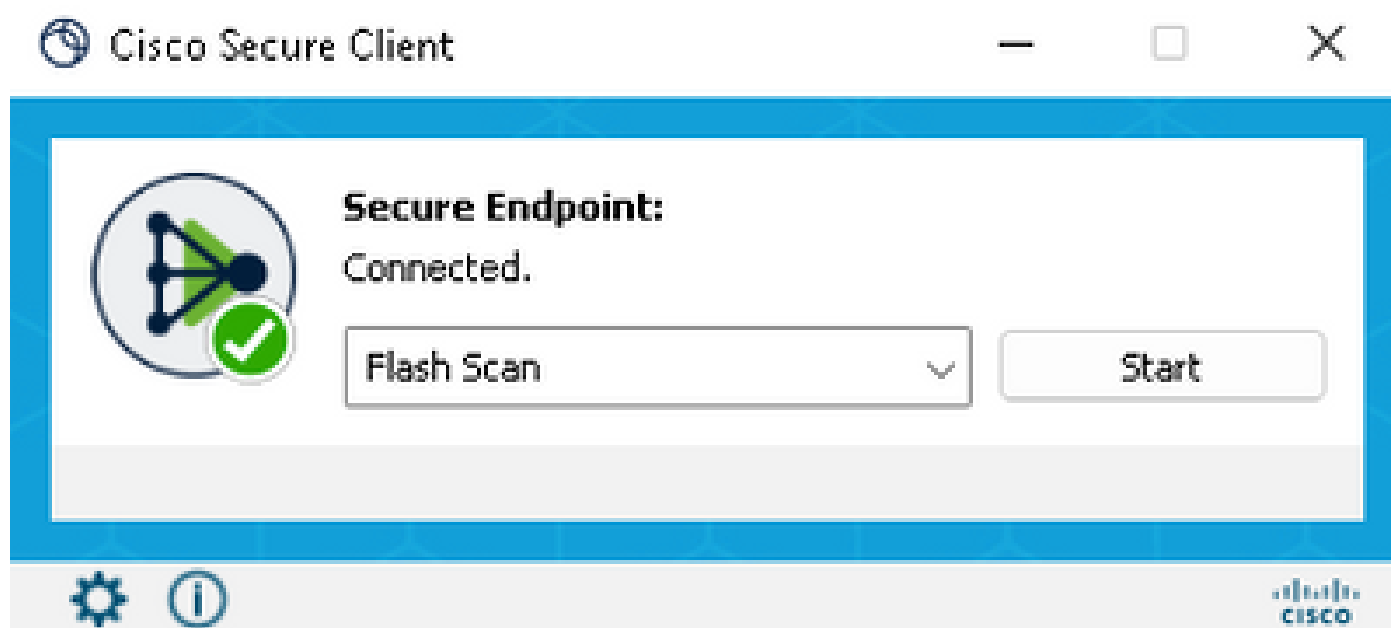 Cisco Secure Client
Secure Endpoint:
Connected.
Flash Scan
Start
CISCO